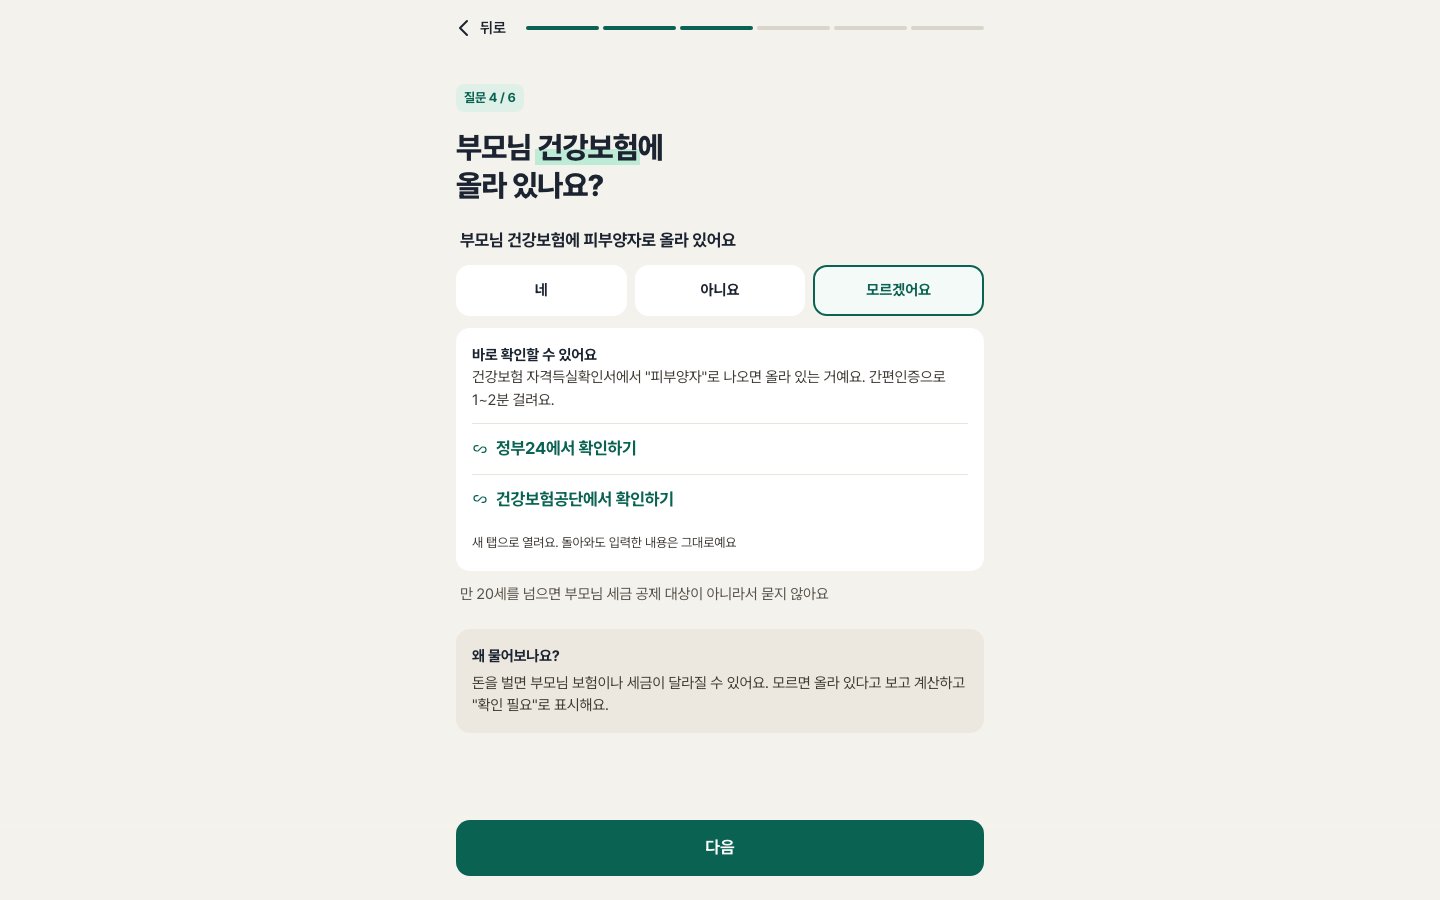 뒤로
질문 4 / 6
부모님 건강보험에
올라 있나요?
부모님 건강보험에 피부양자로 올라 있어요
네
아니요
모르겠어요
바로 확인할 수 있어요
건강보험 자격득실확인서에서 "피부양자"로 나오면 올라 있는 거예요. 간편인증으로
1~2분 걸려요.
정부24에서 확인하기
건강보험공단에서 확인하기
새 탭으로 열려요. 돌아와도 입력한 내용은 그대로예요
만 20세를 넘으면 부모님 세금 공제 대상이 아니라서 묻지 않아요
왜 물어보나요?
돈을 벌면 부모님 보험이나 세금이 달라질 수 있어요. 모르면 올라 있다고 보고 계산하고
"확인 필요"로 표시해요.
다음